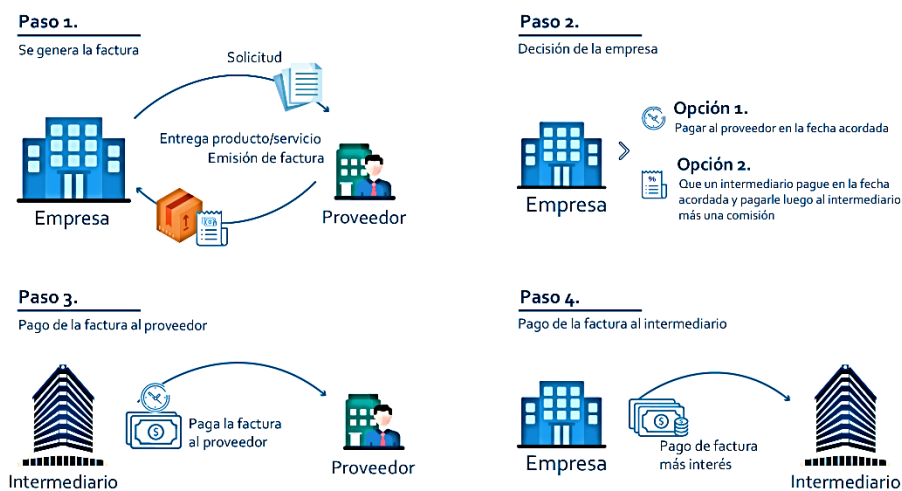 Paso 1.
Se genera la factura
Solicitud
Entrega producto/servicio
Emisión de factura
Empresa
Proveedor
Paso 2.
Decisión de la empresa
Opción 1.
Pagar al proveedor en la fecha acordada
Opción 2.
%
Que un intermediario pague en la fecha
acordada y pagarle luego al intermediario
más una comisión
Empresa
Paso 3.
Pago de la factura al proveedor
$
Paga la factura
al proveedor
Intermediario
Proveedor
Paso 4.
Pago de la factura al intermediario
$
Pago de factura
más interés
Empresa
Intermediario